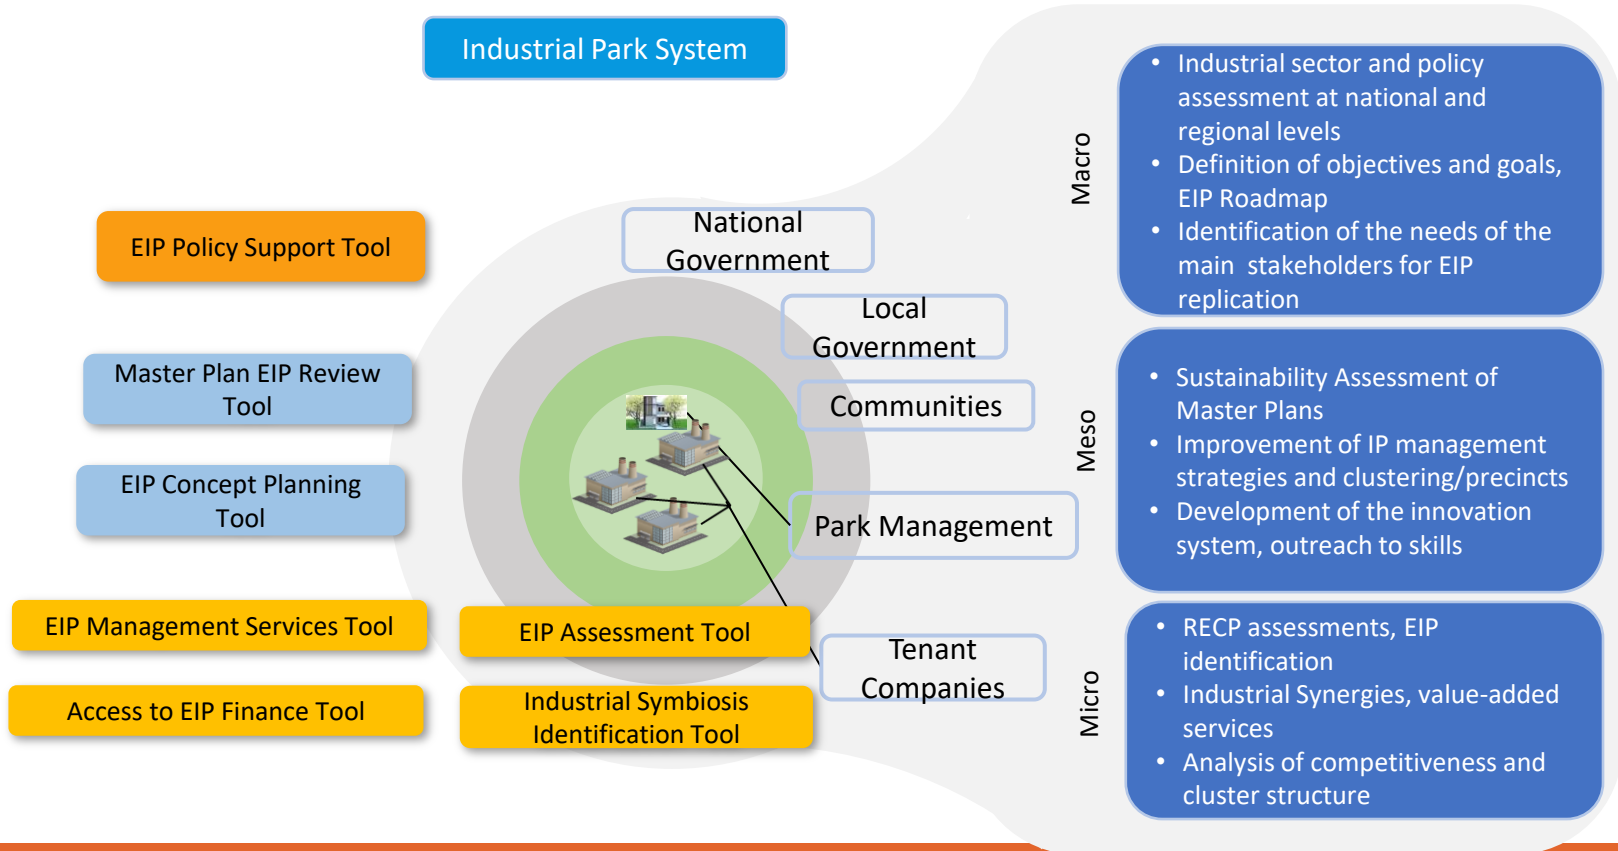 Industrial Park System
EIP Policy Support Tool
Master Plan EIP Review
Tool
EIP Concept Planning
Tool
EIP Management Services Tool
Access to EIP Finance Tool
EIP Assessment Tool
Industrial Symbiosis
Identification Tool
National
Government
Local
Government
Communities
Park Management
Tenant
Companies
Macro
• Industrial sector and policy
assessment at national and
regional levels
• Definition of objectives and goals,
EIP Roadmap
• Identification of the needs of the
main stakeholders for EIP
replication
Meso
• Sustainability Assessment of
Master Plans
• Improvement of IP management
strategies and clustering/precincts
• Development of the innovation
system, outreach to skills
Micro
• RECP assessments, EIP
identification
• Industrial Synergies, value-added
services
• Analysis of competitiveness and
cluster structure